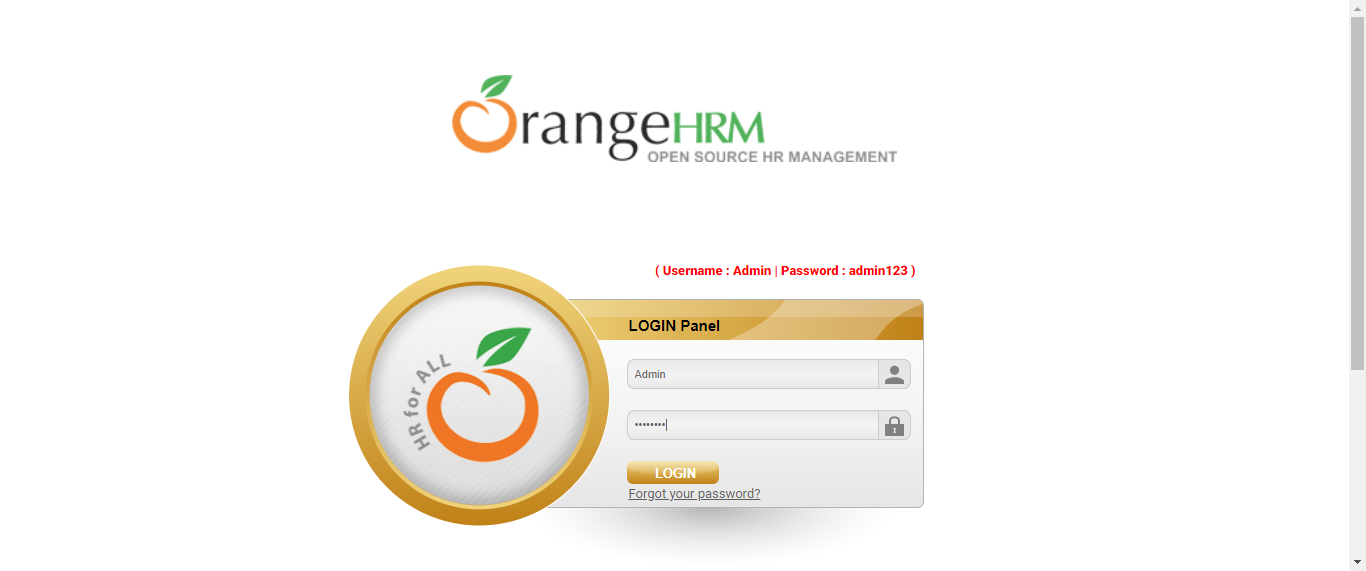 OrangeHRM
OPEN SOURCE HR MANAGEMENT
( Username : Admin | Password : admin123 )
LOGIN Panel
HR for ALL
Admin
••••••••
LOGIN
Forgot your password?